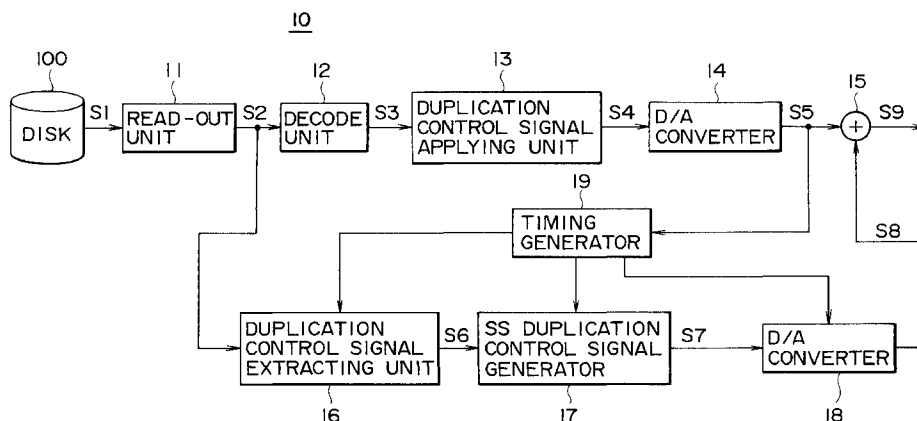 10
100
11
12
13
14
15
DISK
S1
READ-OUT
UNIT
S2
DECODE
UNIT
S3
DUPLICATION
CONTROL SIGNAL
APPLYING UNIT
S4
D/A
CONVERTER
S5
+
S9
19
TIMING
GENERATOR
S8
DUPLICATION
CONTROL SIGNAL
EXTRACTING UNIT
S6
SS DUPLICATION
CONTROL SIGNAL
GENERATOR
S7
D/A
CONVERTER
16
17
18